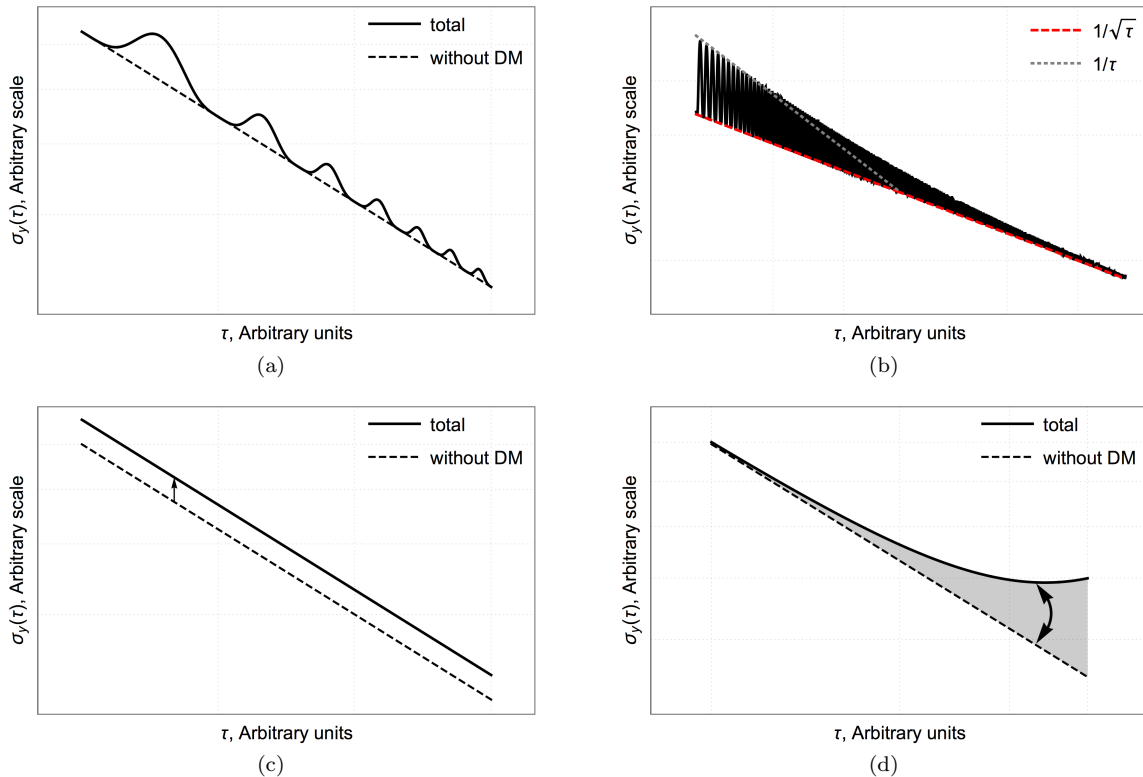 total
without DM
σy(τ), Arbitrary scale
τ, Arbitrary units
(a)
1/√τ
1/τ
σy(τ), Arbitrary scale
τ, Arbitrary units
(b)
total
without DM
σy(τ), Arbitrary scale
τ, Arbitrary units
(c)
total
without DM
σy(τ), Arbitrary scale
τ, Arbitrary units
(d)